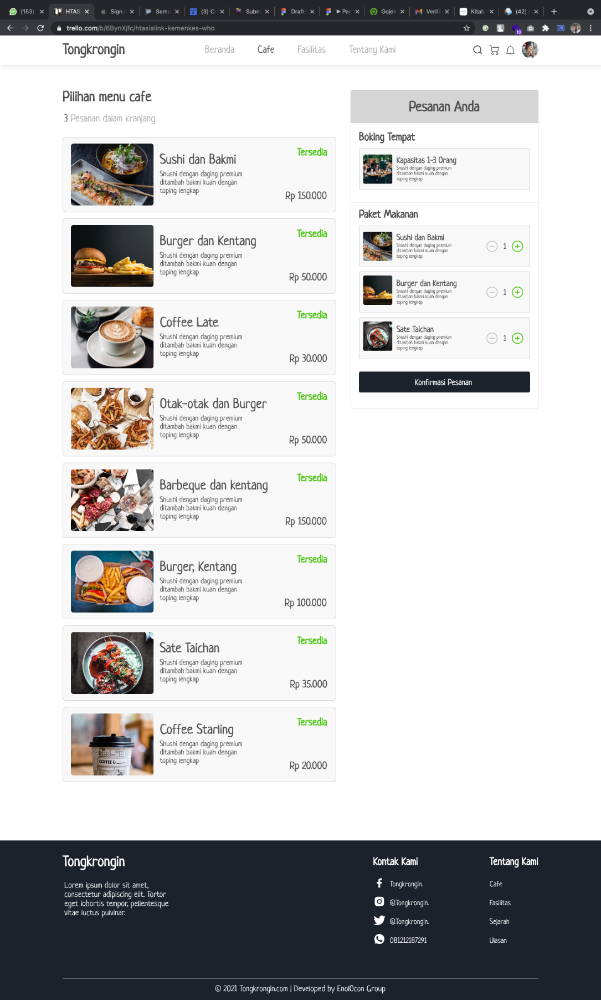 (153)
HTAS
Sign
Semu
(3) C
Subm
Drafts
Pag
Gojek
Verifi
Kitab
(42)
trello.com/b/6BynXjfc/htasialink-kemenkes-who
10
Tongkrongin
Beranda
Cafe
Fasilitas
Tentang Kami
Pilihan menu cafe
3 Pesanan dalam kranjang
Sushi dan Bakmi
Shushi dengan daging premium
ditambah bakmi kuah dengan
toping lengkap
Tersedia
Rp 150.000
Burger dan Kentang
Shushi dengan daging premium
ditambah bakmi kuah dengan
toping lengkap
Tersedia
Rp 50.000
Coffee Late
Shushi dengan daging premium
ditambah bakmi kuah dengan
toping lengkap
Tersedia
Rp 30.000
Otak-otak dan Burger
Shushi dengan daging premium
ditambah bakmi kuah dengan
toping lengkap
Tersedia
Rp 50.000
Barbeque dan kentang
Shushi dengan daging premium
ditambah bakmi kuah dengan
toping lengkap
Tersedia
Rp 150.000
Burger, Kentang
Shushi dengan daging premium
ditambah bakmi kuah dengan
toping lengkap
Tersedia
Rp 100.000
Sate Taichan
Shushi dengan daging premium
ditambah bakmi kuah dengan
toping lengkap
Tersedia
Rp 35.000
COFFEE &
Coffee Starling
Shushi dengan daging premium
ditambah bakmi kuah dengan
toping lengkap
Tersedia
Rp 20.000
Pesanan Anda
Boking Tempat
Kapasitas 1-3 Orang
Shushi dengan daging premium
ditambah bakmi kuah dengan
toping lengkap
Paket Makanan
Sushi dan Bakmi
Shushi dengan daging premium
ditambah bakmi kuah dengan
toping lengkap
1
Burger dan Kentang
Shushi dengan daging premium
ditambah bakmi kuah dengan
toping lengkap
1
Sate Taichan
Shushi dengan daging premium
ditambah bakmi kuah dengan
toping lengkap
1
Konfirmasi Pesanan
Tongkrongin
Lorem ipsum dolor sit amet,
consectetur adipiscing elit. Tortor
eget lobortis tempor, pellentesque
vitae luctus pulvinar.
Kontak Kami
Tongkrongin.
@Tongkrongin.
@Tongkrongin.
081212187291
Tentang Kami
Cafe
Fasilitas
Sejarah
Ulasan
© 2021 Tongkrongin.com | Developed by EnolOcon Group